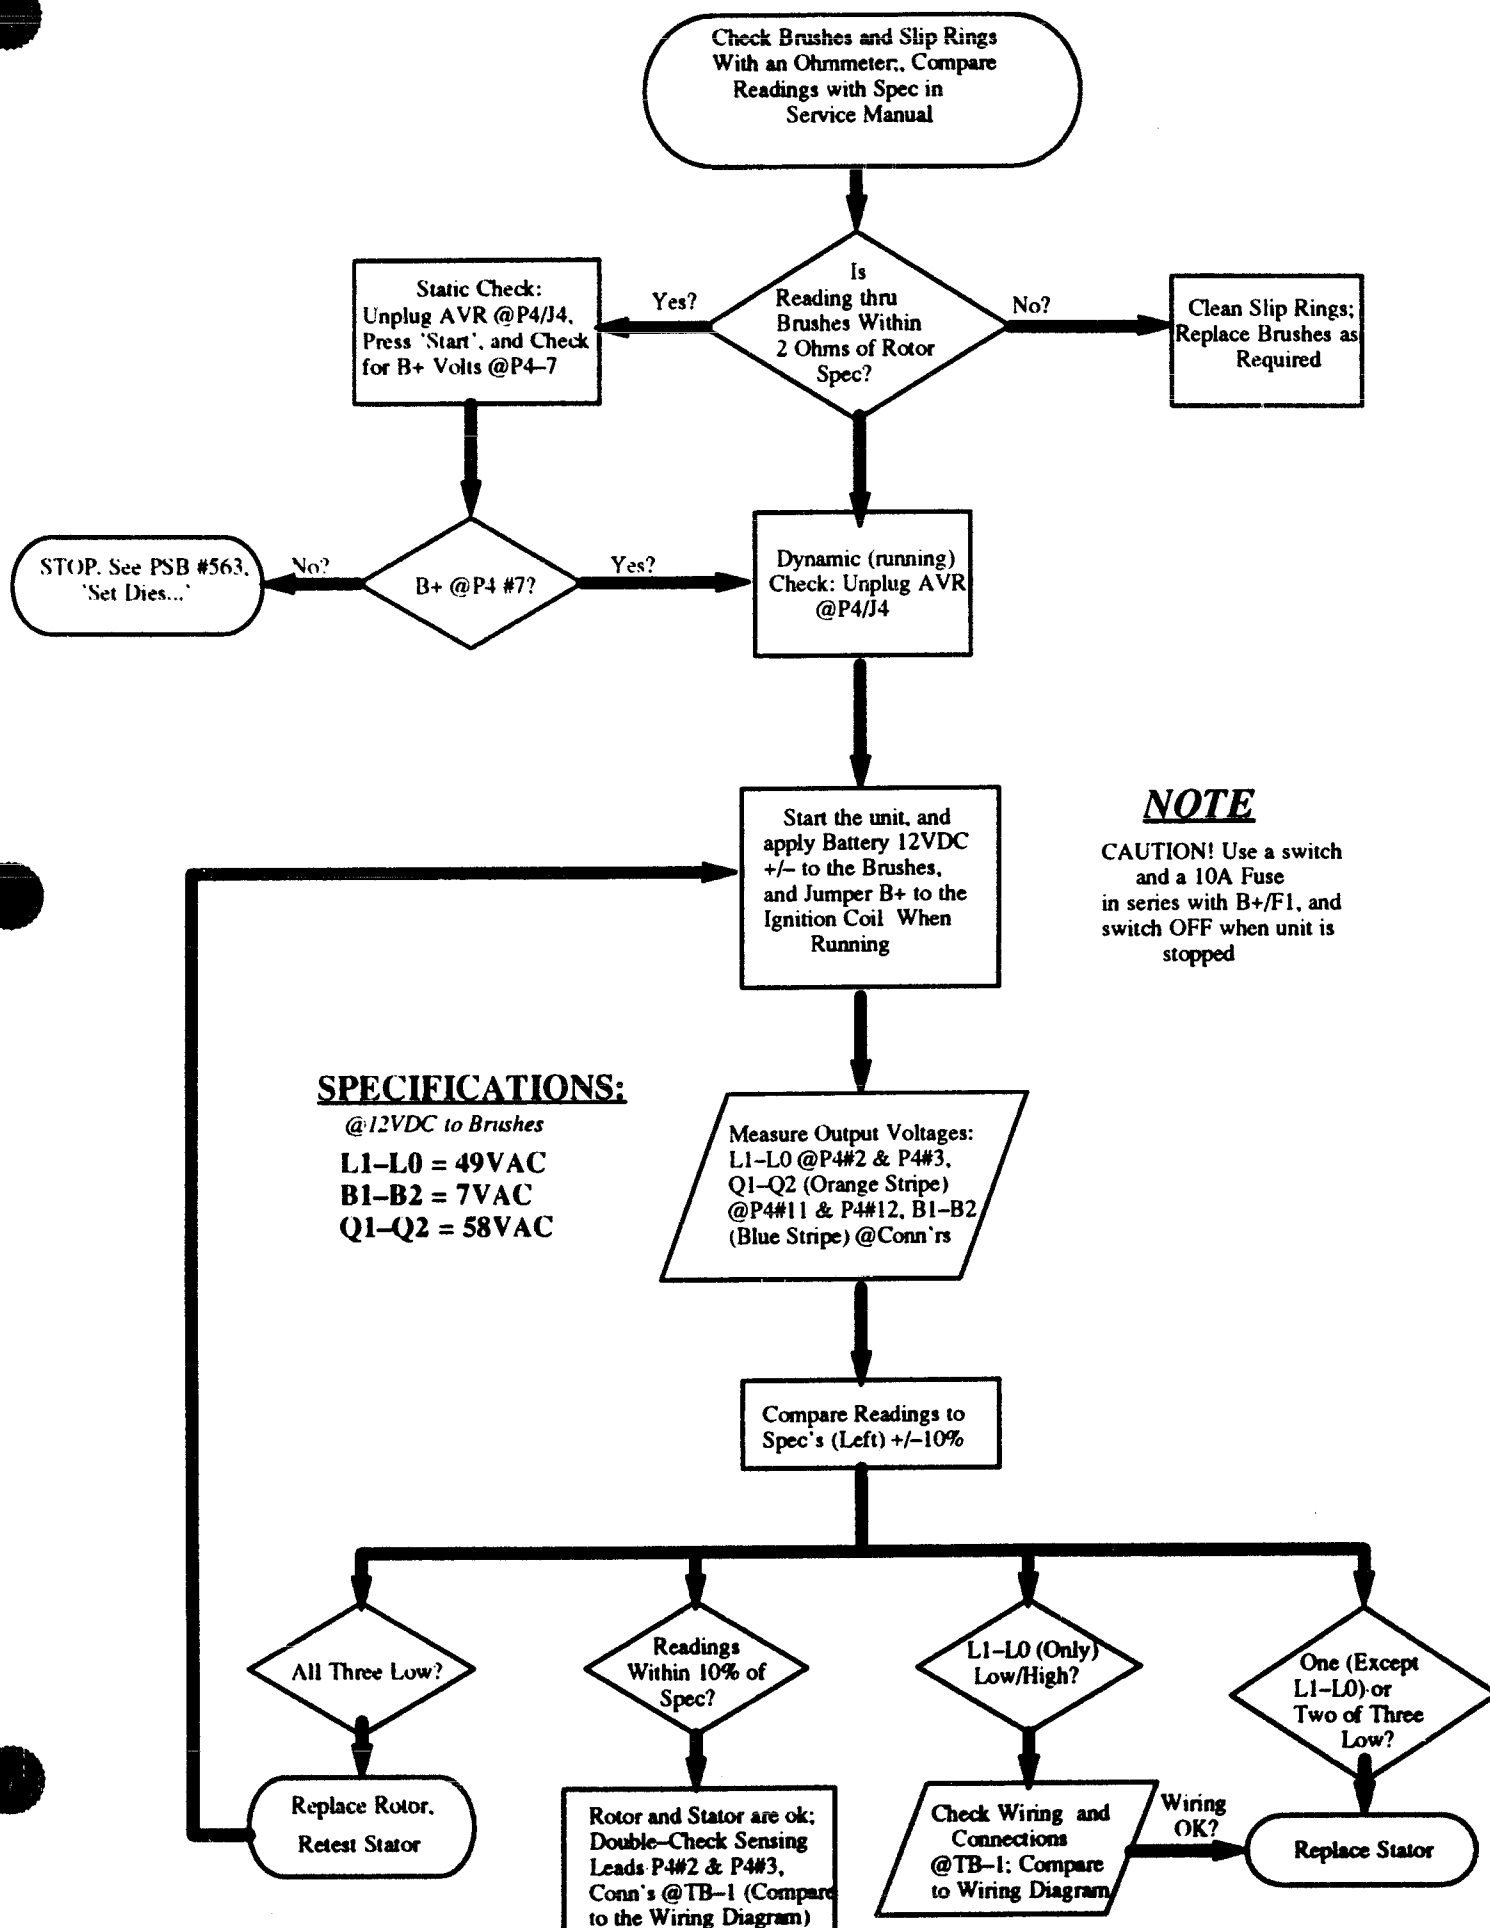 Check Brushes and Slip Rings
With an Ohmmeter;, Compare
Readings with Spec in
Service Manual
Is
Reading thru
Brushes Within
2 Ohms of Rotor
Spec?
Yes?
No?
Static Check:
Unplug AVR @P4/J4,
Press 'Start', and Check
for B+ Volts @P4–7
Clean Slip Rings;
Replace Brushes as
Required
STOP. See PSB #563,
'Set Dies...'
No?
B+ @P4 #7?
Yes?
Dynamic (running)
Check: Unplug AVR
@P4/J4
Start the unit, and
apply Battery 12VDC
+/– to the Brushes,
and Jumper B+ to the
Ignition Coil When
Running
NOTE
CAUTION! Use a switch
and a 10A Fuse
in series with B+/F1, and
switch OFF when unit is
stopped
SPECIFICATIONS:
@12VDC to Brushes
L1–L0 = 49VAC
B1–B2 = 7VAC
Q1–Q2 = 58VAC
Measure Output Voltages:
L1–L0 @P4#2 & P4#3,
Q1–Q2 (Orange Stripe)
@P4#11 & P4#12, B1–B2
(Blue Stripe) @Conn'rs
Compare Readings to
Spec's (Left) +/–10%
All Three Low?
Readings
Within 10% of
Spec?
L1–L0 (Only)
Low/High?
One (Except
L1–L0) or
Two of Three
Low?
Replace Rotor,
Retest Stator
Rotor and Stator are ok;
Double–Check Sensing
Leads P4#2 & P4#3,
Conn's @TB–1 (Compare
to the Wiring Diagram)
Check Wiring and
Connections
@TB–1; Compare
to Wiring Diagram
Wiring
OK?
Replace Stator